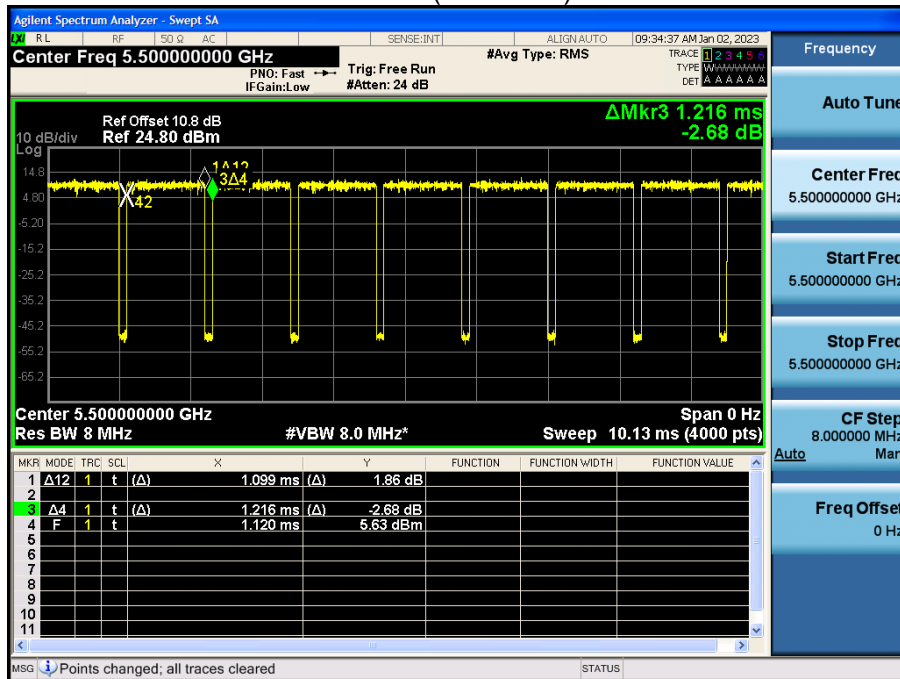 Agilent Spectrum Analyzer - Swept SA
LXI RL RF 50 Ω AC SENSE:INT ALIGN AUTO 09:34:37 AM Jan 02, 2023
Center Freq 5.500000000 GHz
PNO: Fast
IFGain:Low
Trig: Free Run
#Atten: 24 dB
#Avg Type: RMS
TRACE 1 2 3 4 5 6
TYPE WWWWWW
DET A A A A A A
Ref Offset 10.8 dB
10 dB/div Ref 24.80 dBm
Log
ΔMkr3 1.216 ms
-2.68 dB
14.8
4.80
-5.20
-15.2
-25.2
-35.2
-45.2
-55.2
-65.2
1Δ12
3Δ4
X42
Center 5.500000000 GHz Span 0 Hz
Res BW 8 MHz #VBW 8.0 MHz* Sweep 10.13 ms (4000 pts)
MKR MODE TRC SCL X Y FUNCTION FUNCTION WIDTH FUNCTION VALUE
1 Δ12 1 t (Δ) 1.099 ms (Δ) 1.86 dB
2
3 Δ4 1 t (Δ) 1.216 ms (Δ) -2.68 dB
4 F 1 t 1.120 ms 5.63 dBm
5
6
7
8
9
10
11
MSG Points changed; all traces cleared STATUS
Frequency
Auto Tune
Center Freq
5.500000000 GHz
Start Freq
5.500000000 GHz
Stop Freq
5.500000000 GHz
CF Step
8.000000 MHz
Auto Man
Freq Offset
0 Hz